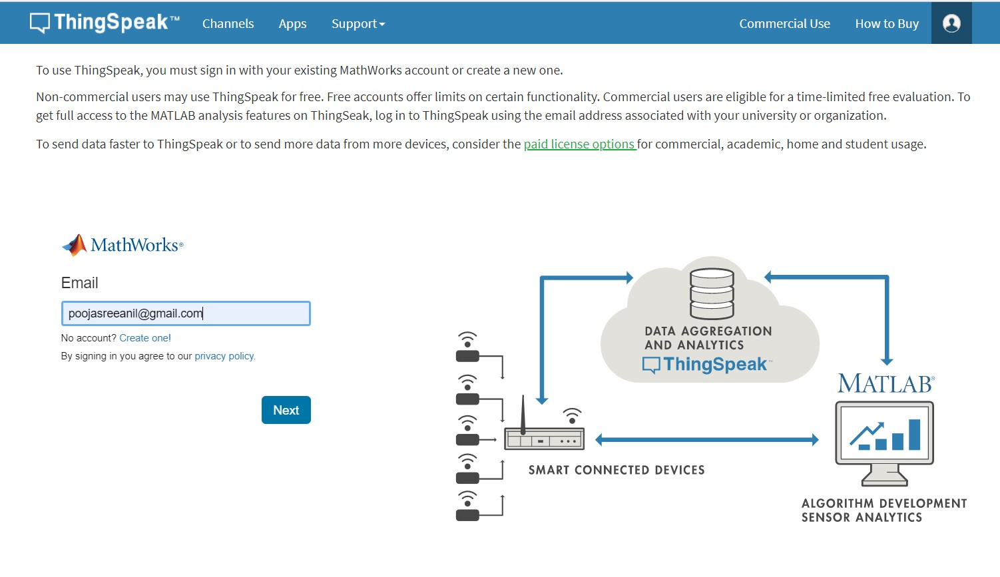 ThingSpeak™ Channels Apps Support Commercial Use How to Buy
To use ThingSpeak, you must sign in with your existing MathWorks account or create a new one.
Non-commercial users may use ThingSpeak for free. Free accounts offer limits on certain functionality. Commercial users are eligible for a time-limited free evaluation. To
get full access to the MATLAB analysis features on ThingSeak, log in to ThingSpeak using the email address associated with your university or organization.
To send data faster to ThingSpeak or to send more data from more devices, consider the paid license options for commercial, academic, home and student usage.
MathWorks®
Email
poojasreeanil@gmail.com
No account? Create one!
By signing in you agree to our privacy policy.
Next
DATA AGGREGATION
AND ANALYTICS
ThingSpeak™
MATLAB®
SMART CONNECTED DEVICES
ALGORITHM DEVELOPMENT
SENSOR ANALYTICS